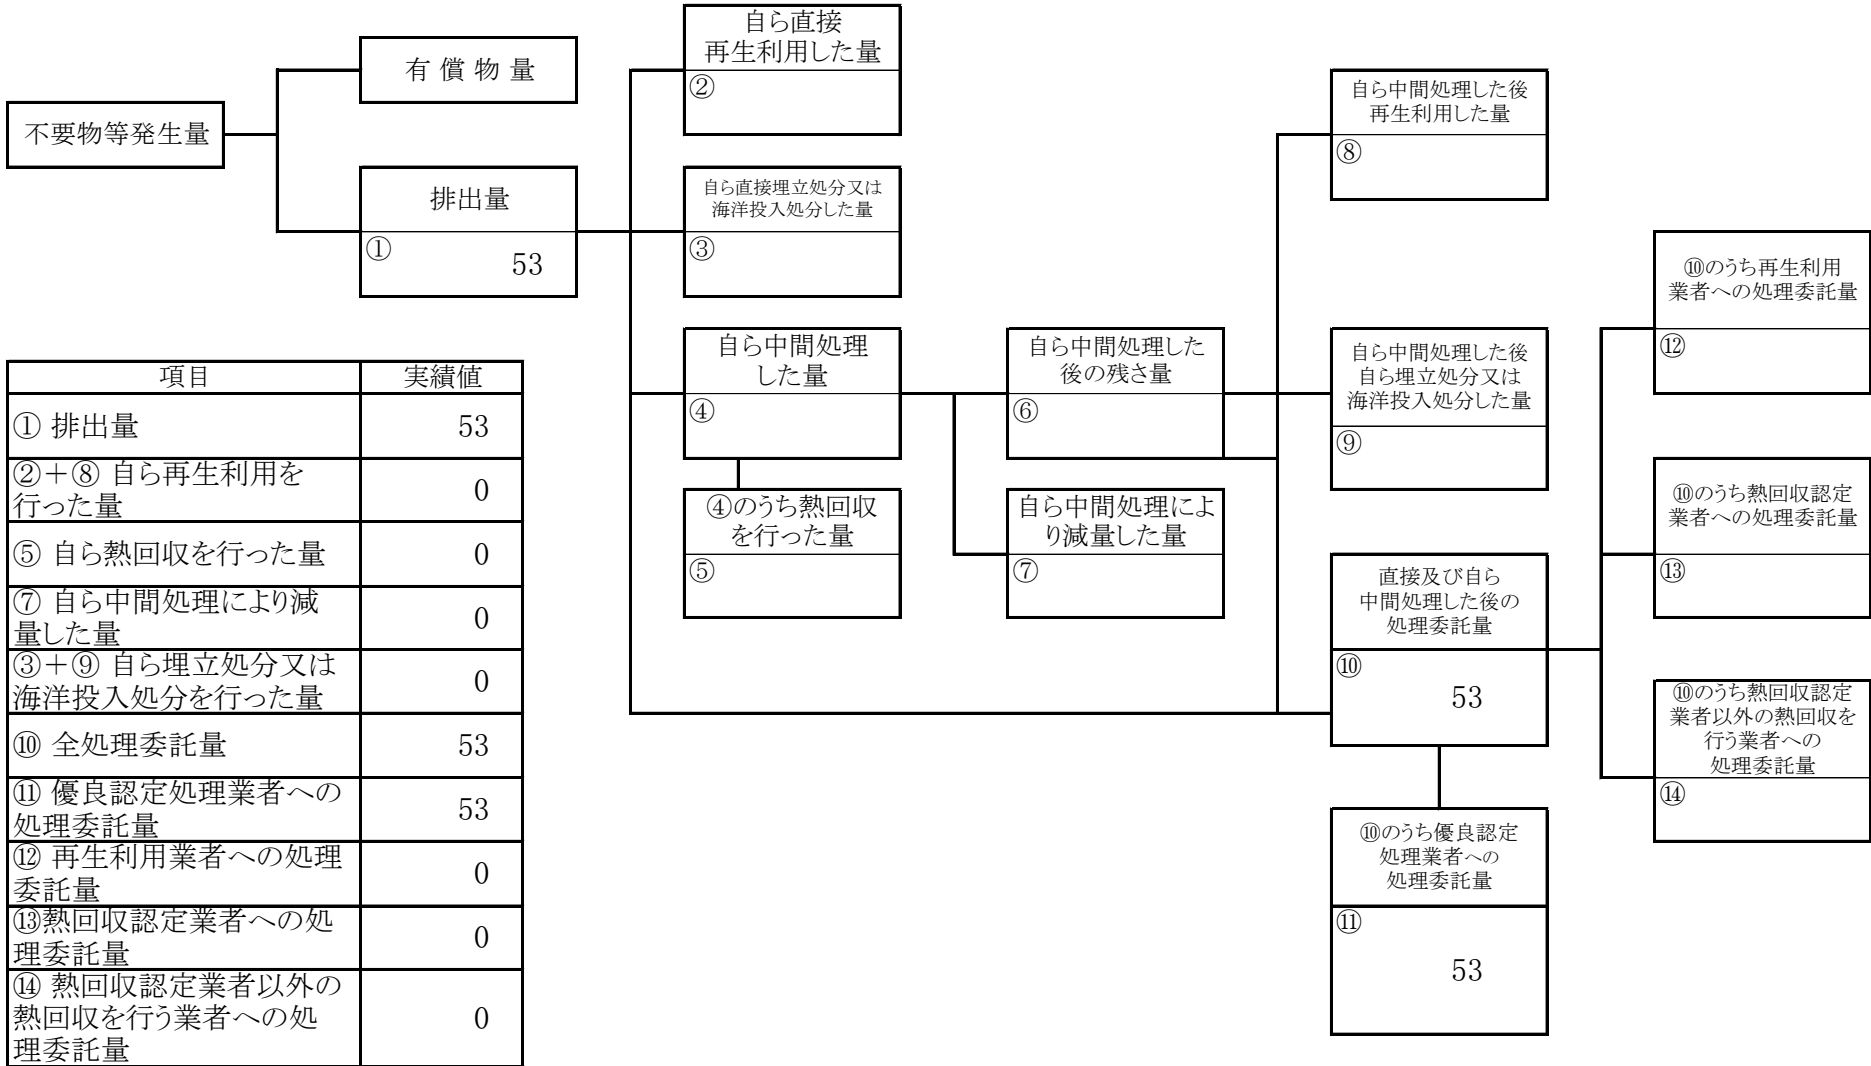 不要物等発生量
有償物量
排出量
①
53
自ら直接
再生利用した量
②
自ら直接埋立処分又は
海洋投入処分した量
③
自ら中間処理
した量
④
④のうち熱回収
を行った量
⑤
自ら中間処理した
後の残さ量
⑥
自ら中間処理によ
り減量した量
⑦
自ら中間処理した後
再生利用した量
⑧
自ら中間処理した後
自ら埋立処分又は
海洋投入処分した量
⑨
直接及び自ら
中間処理した後の
処理委託量
⑩
53
⑩のうち優良認定
処理業者への
処理委託量
⑪
53
⑩のうち再生利用
業者への処理委託量
⑫
⑩のうち熱回収認定
業者への処理委託量
⑬
⑩のうち熱回収認定
業者以外の熱回収を
行う業者への
処理委託量
⑭
項目 実績値
① 排出量 53
②＋⑧ 自ら再生利用を
行った量 0
⑤ 自ら熱回収を行った量 0
⑦ 自ら中間処理により減
量した量 0
③＋⑨ 自ら埋立処分又は
海洋投入処分を行った量 0
⑩ 全処理委託量 53
⑪ 優良認定処理業者への
処理委託量 53
⑫ 再生利用業者への処理
委託量 0
⑬熱回収認定業者への処
理委託量 0
⑭ 熱回収認定業者以外の
熱回収を行う業者への処
理委託量 0